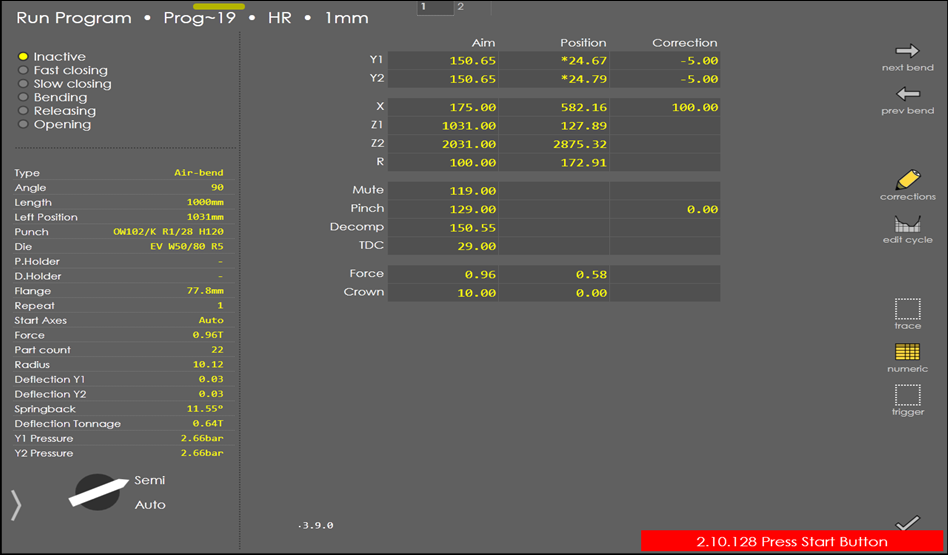 1 2
Run Program • Prog~19 • HR • 1mm
Inactive
Fast closing
Slow closing
Bending
Releasing
Opening
Type Air-bend
Angle 90
Length 1000mm
Left Position 1031mm
Punch OW102/K R1/28 H120
Die EV W50/80 R5
P.Holder -
D.Holder -
Flange 77.8mm
Repeat 1
Start Axes Auto
Force 0.96T
Part count 22
Radius 10.12
Deflection Y1 0.03
Deflection Y2 0.03
Springback 11.55°
Deflection Tonnage 0.64T
Y1 Pressure 2.66bar
Y2 Pressure 2.66bar
Semi
Auto
Aim Position Correction
Y1 150.65 *24.67 -5.00
Y2 150.65 *24.79 -5.00
X 175.00 582.16 100.00
Z1 1031.00 127.89
Z2 2031.00 2875.32
R 100.00 172.91
Mute 119.00
Pinch 129.00 0.00
Decomp 150.55
TDC 29.00
Force 0.96 0.58
Crown 10.00 0.00
.3.9.0
next bend
prev bend
corrections
edit cycle
trace
numeric
trigger
2.10.128 Press Start Button